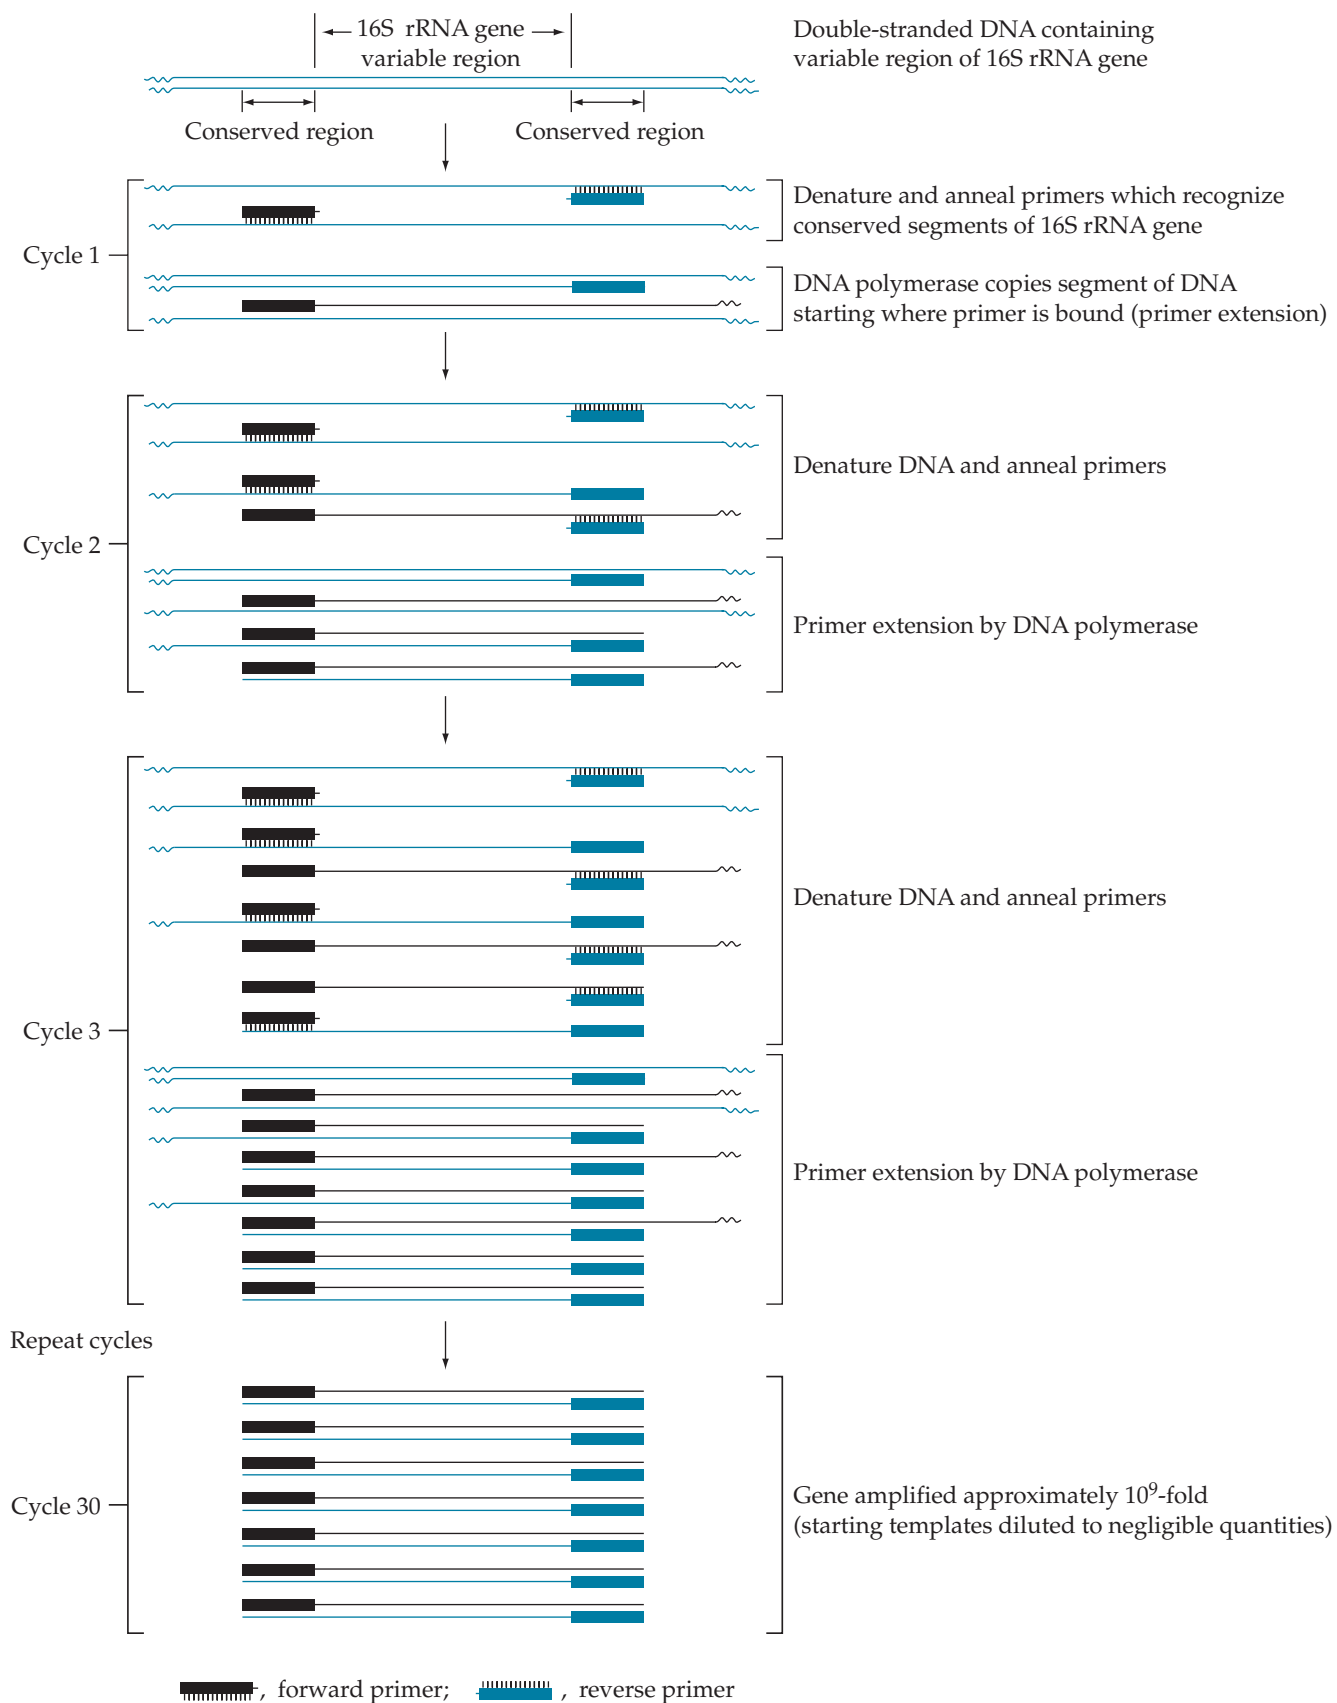 16S rRNA gene
variable region
Double-stranded DNA containing
variable region of 16S rRNA gene
Conserved region
Conserved region
Cycle 1
Denature and anneal primers which recognize
conserved segments of 16S rRNA gene
DNA polymerase copies segment of DNA
starting where primer is bound (primer extension)
Cycle 2
Denature DNA and anneal primers
Primer extension by DNA polymerase
Cycle 3
Denature DNA and anneal primers
Primer extension by DNA polymerase
Repeat cycles
Cycle 30
Gene amplified approximately 10⁹-fold
(starting templates diluted to negligible quantities)
, forward primer;
, reverse primer